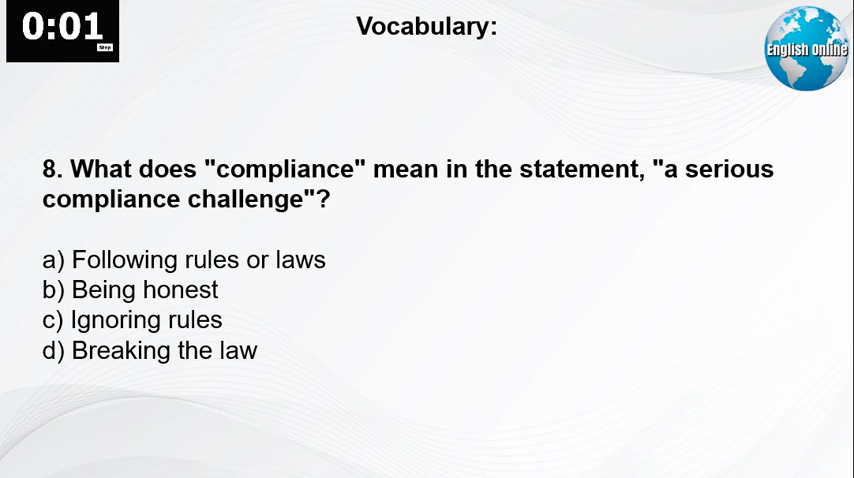 0:01
Stop
Vocabulary:
English Online
8. What does "compliance" mean in the statement, "a serious
compliance challenge"?
a) Following rules or laws
b) Being honest
c) Ignoring rules
d) Breaking the law